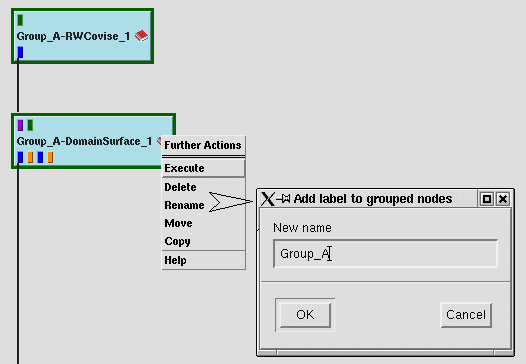 Group_A-RWCovise_1
Group_A-DomainSurface_1
Further Actions
Execute
Delete
Rename
Move
Copy
Help
Add label to grouped nodes
New name
Group_A
OK
Cancel